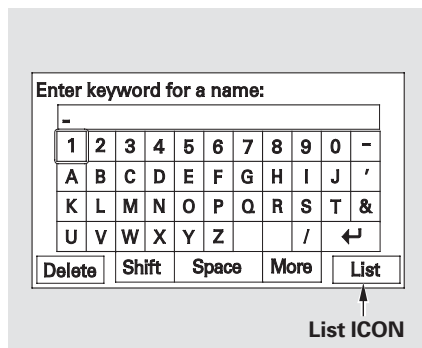 Enter keyword for a name:
-
1 2 3 4 5 6 7 8 9 0 -
A B C D E F G H I J ′
K L M N O P Q R S T &
U V W X Y Z / ↵
Delete Shift Space More List
List ICON